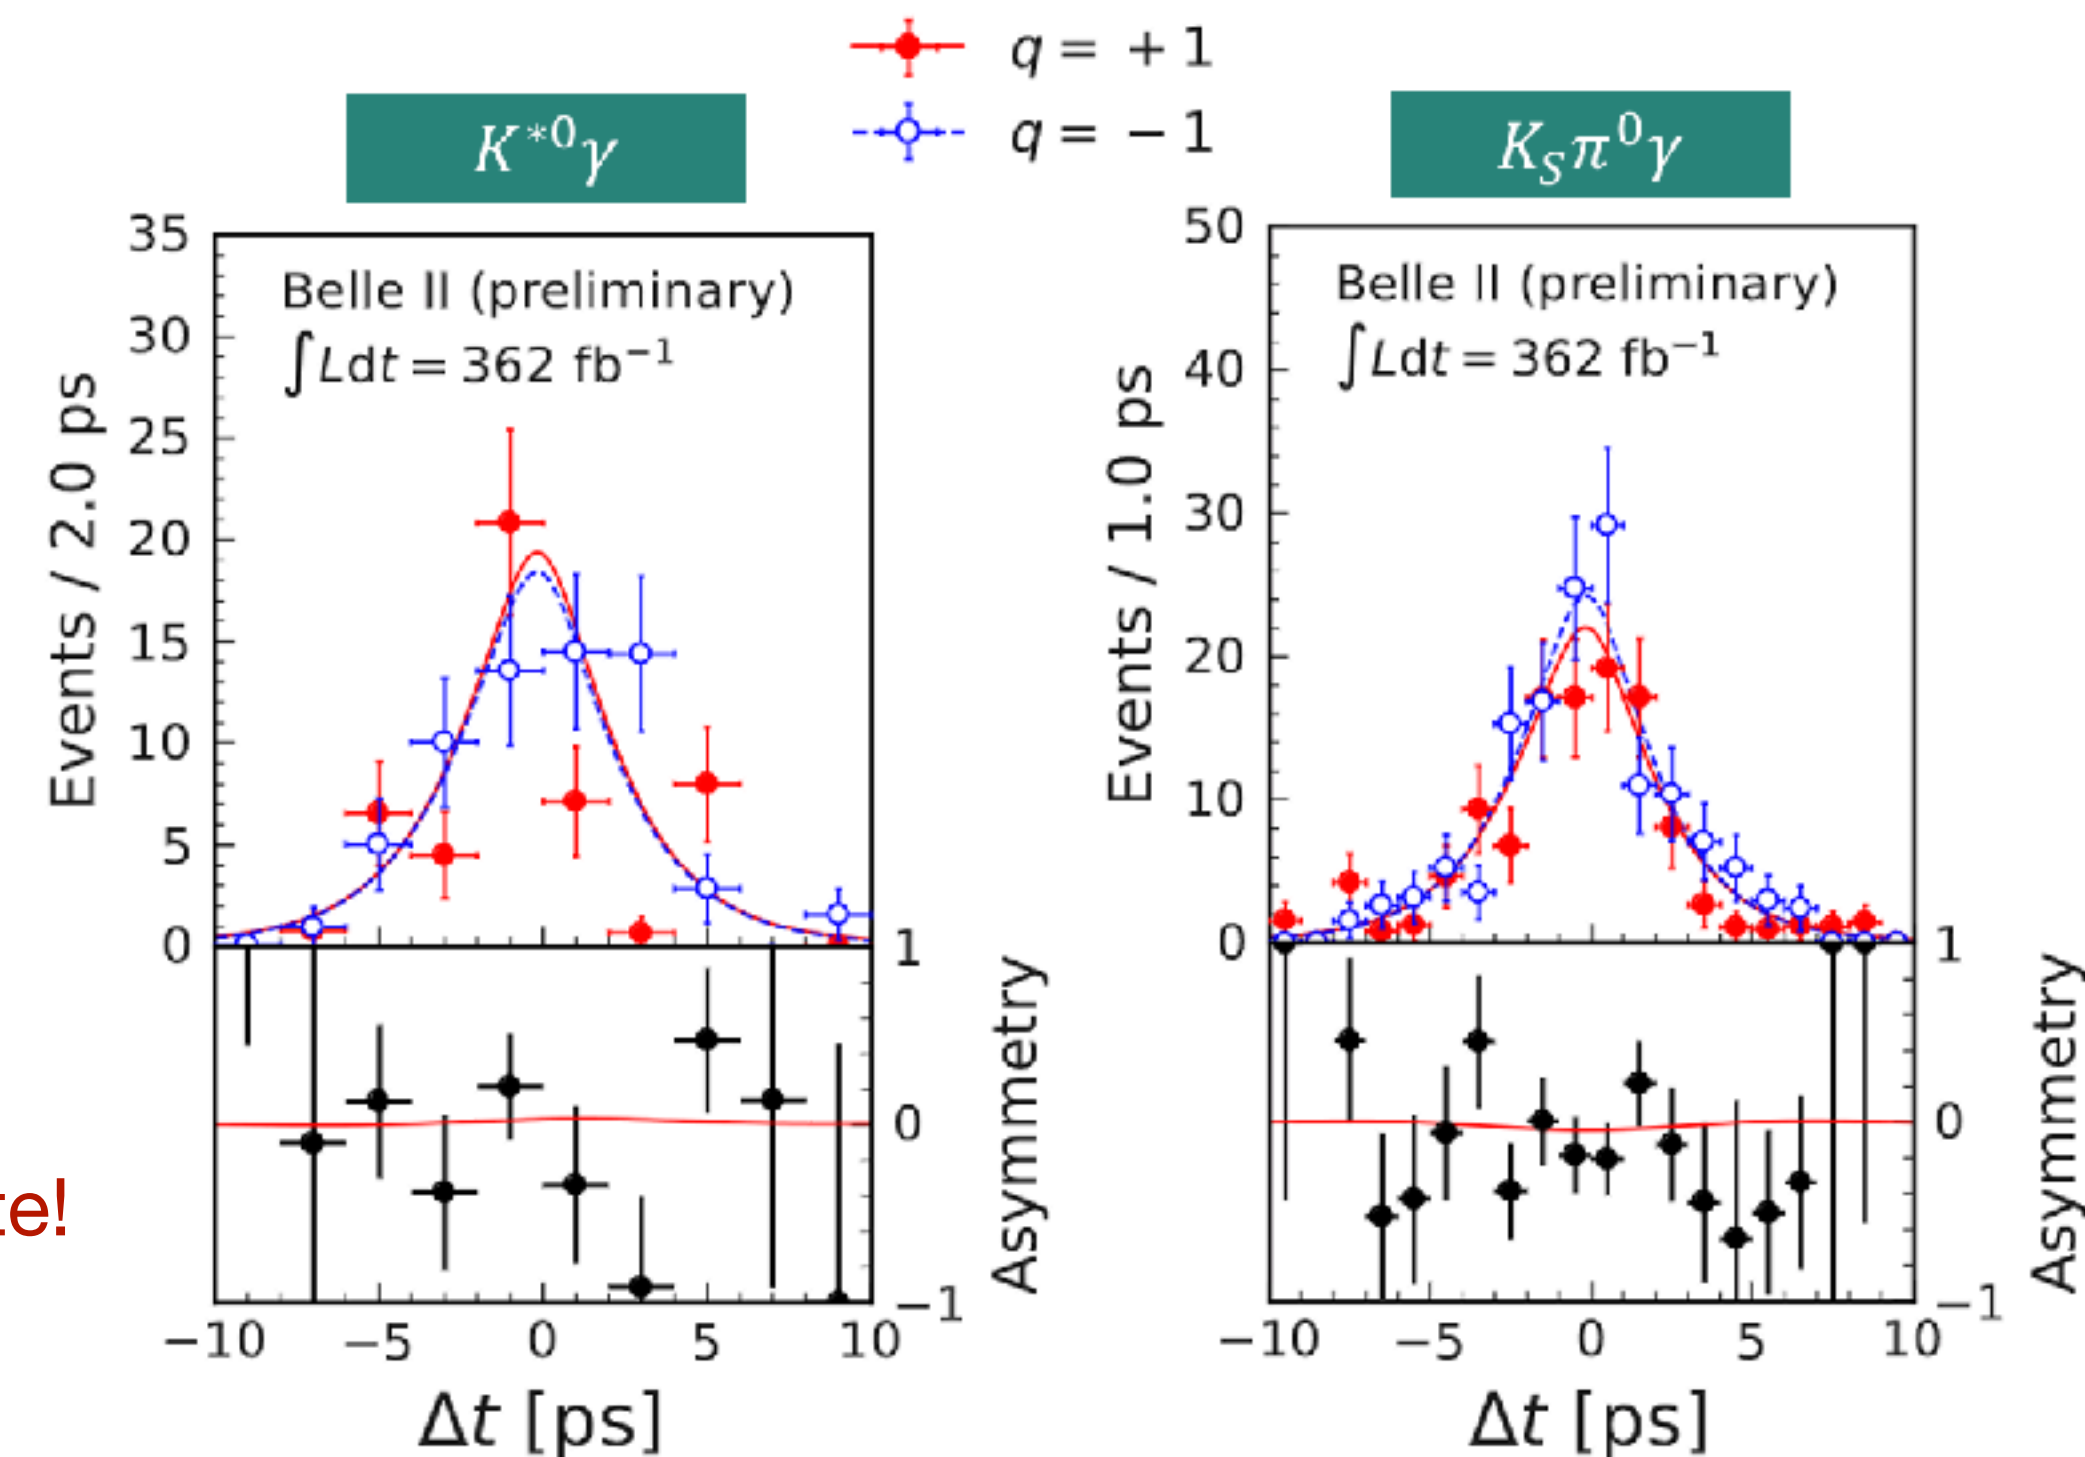 q = +1
q = −1
K*⁰γ
K_S π⁰γ
Belle II (preliminary)
∫Ldt = 362 fb⁻¹
Events / 2.0 ps
35
30
25
20
15
10
5
0
1
0
−1
Asymmetry
−10 −5 0 5 10
Δt [ps]
Belle II (preliminary)
∫Ldt = 362 fb⁻¹
Events / 1.0 ps
50
40
30
20
10
0
1
0
−1
Asymmetry
−10 −5 0 5 10
Δt [ps]
te!